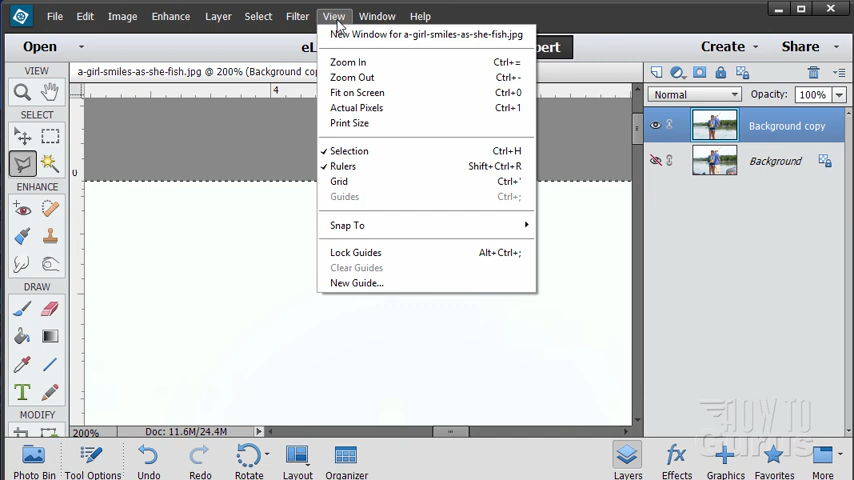 File Edit Image Enhance Layer Select Filter View Window Help
Open
Create
Share
VIEW
SELECT
ENHANCE
DRAW
MODIFY
a-girl-smiles-as-she-fish.jpg @ 200% (Background cop
4
0
New Window for a-girl-smiles-as-she-fish.jpg
Zoom In Ctrl+=
Zoom Out Ctrl+-
Fit on Screen Ctrl+0
Actual Pixels Ctrl+1
Print Size
Selection Ctrl+H
Rulers Shift+Ctrl+R
Grid Ctrl+'
Guides Ctrl+;
Snap To
Lock Guides Alt+Ctrl+;
Clear Guides
New Guide...
Normal
Opacity: 100%
Background copy
Background
200% Doc: 11.6M/24.4M
HOW TO
Gurus
Photo Bin Tool Options Undo Redo Rotate Layout Organizer
Layers Effects Graphics Favorites More